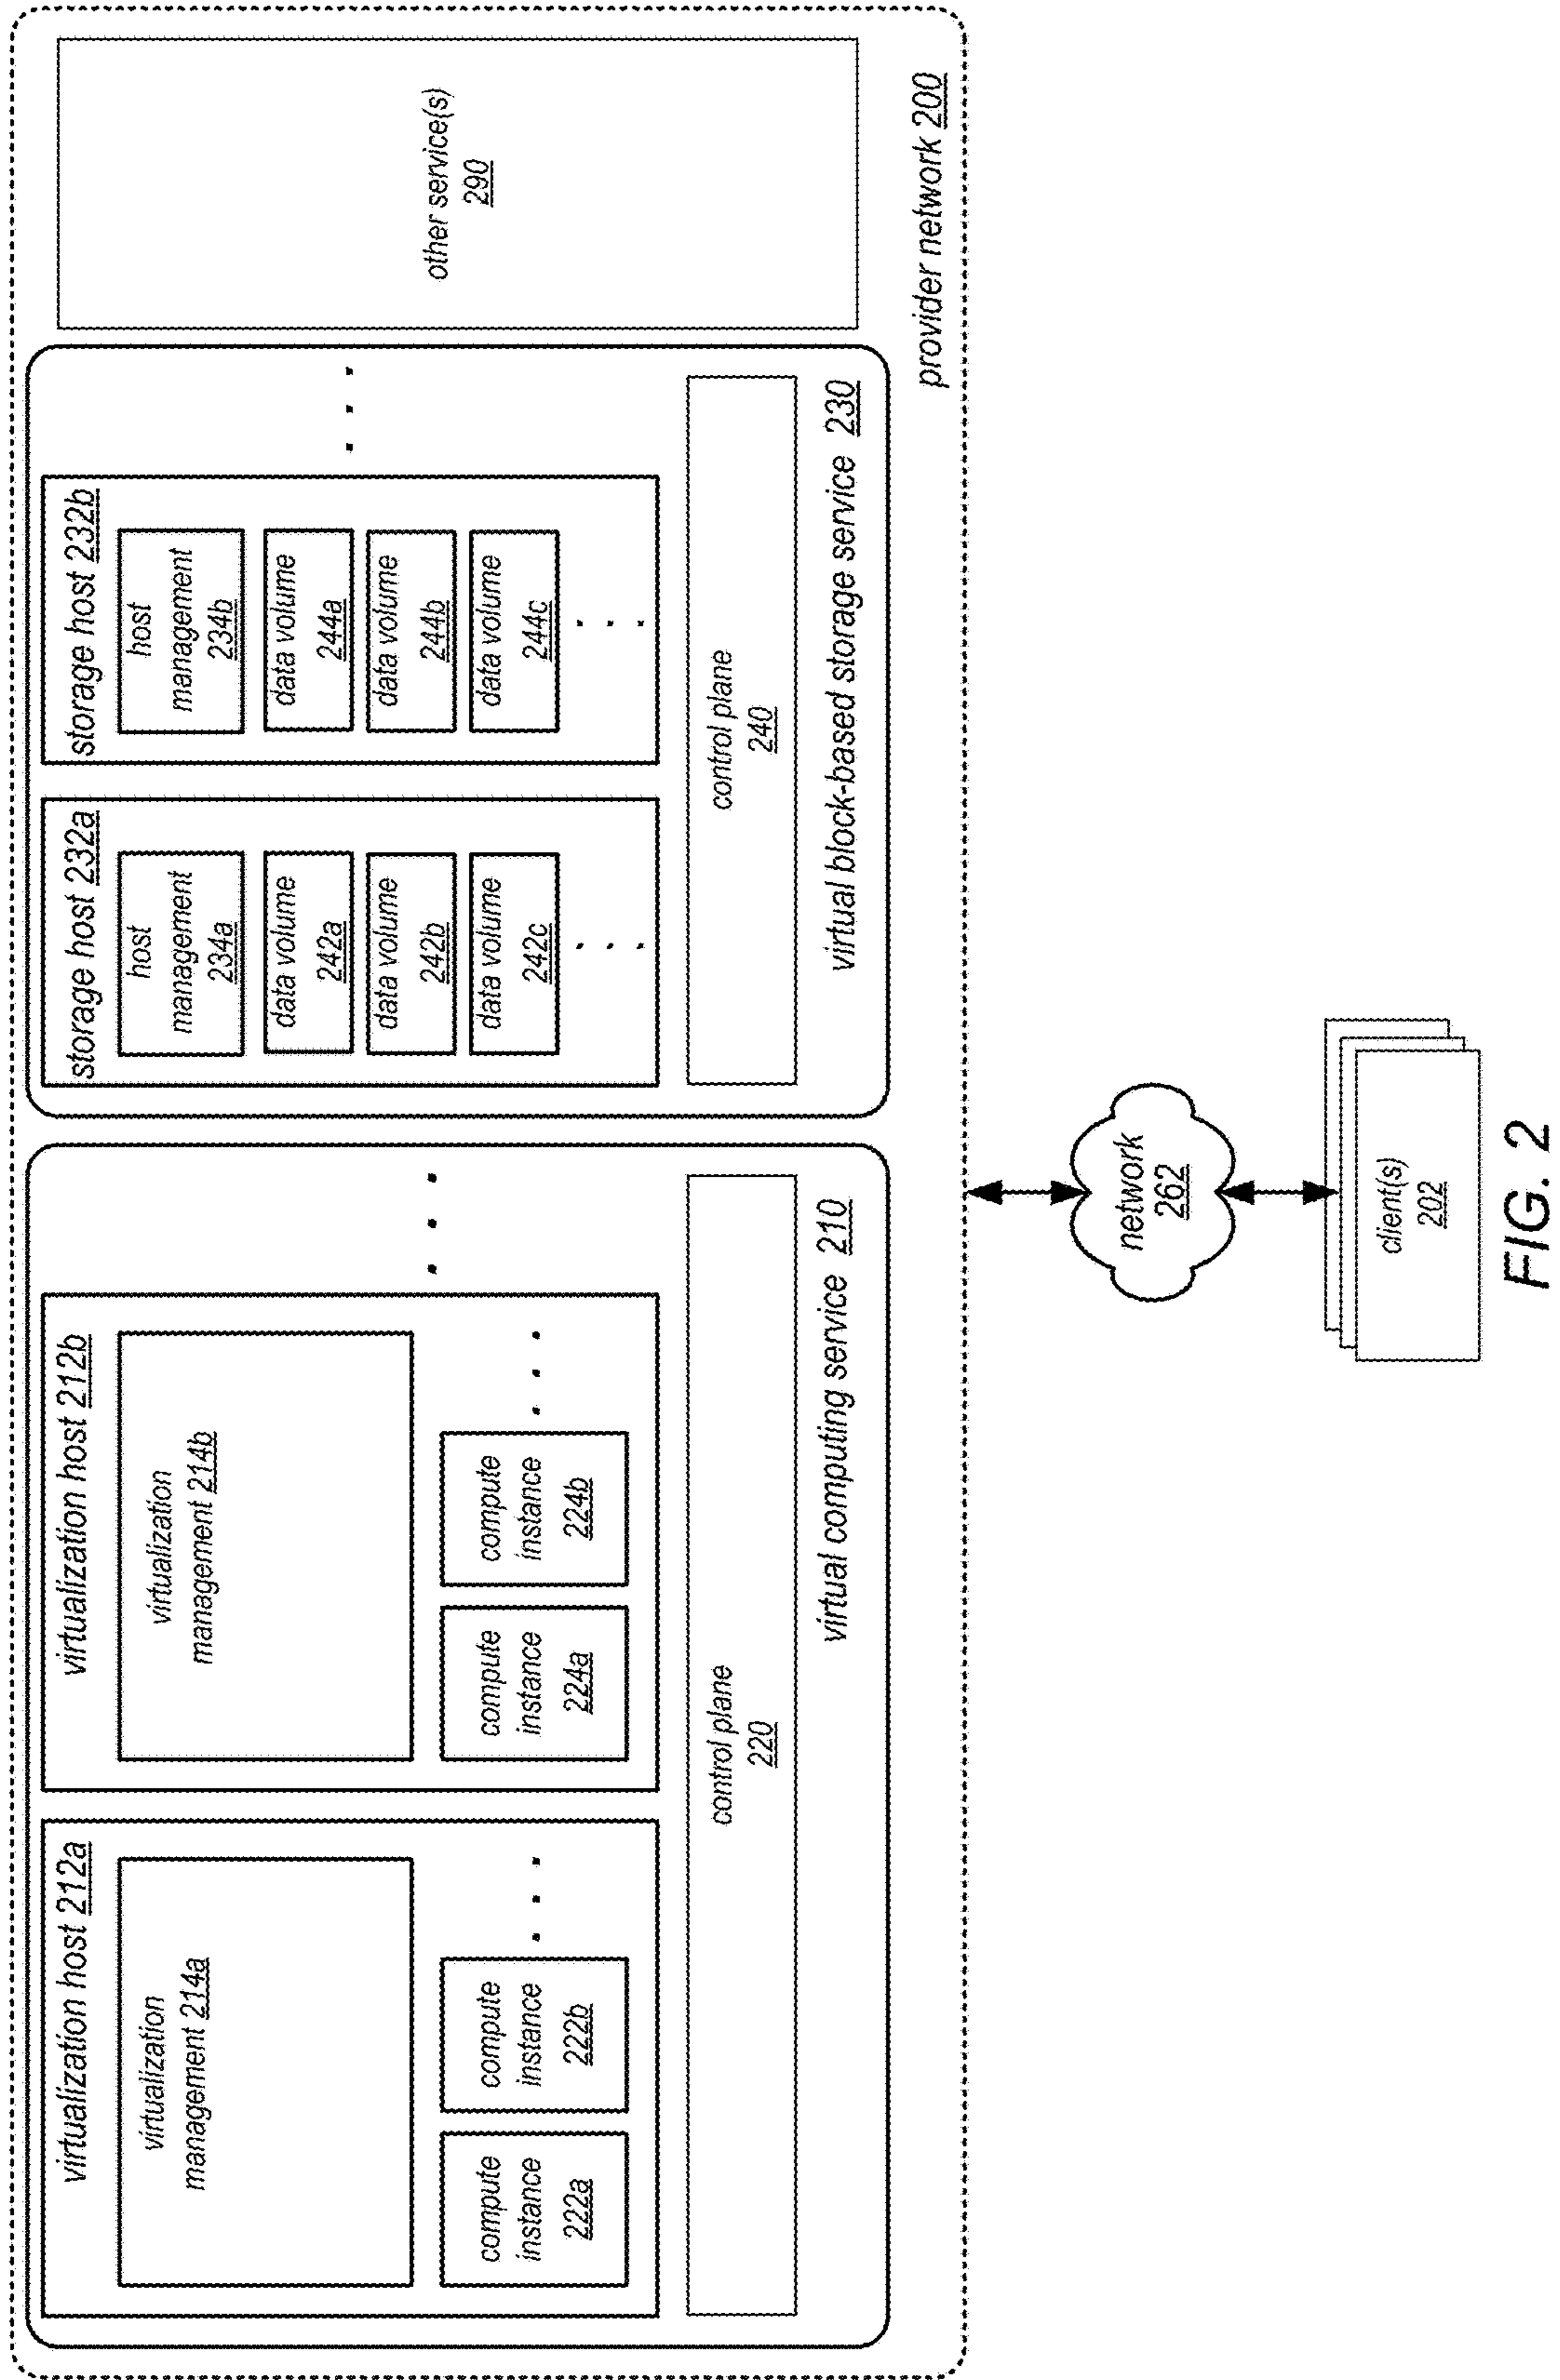 virtualization host 212a
virtualization
management 214a
compute
instance
222a
compute
instance
222b
. . .
virtualization host 212b
virtualization
management 214b
compute
instance
224a
compute
instance
224b
. . .
. . .
control plane
220
virtual computing service 210
storage host 232a
host
management
234a
data volume
242a
data volume
242b
data volume
242c
. . .
storage host 232b
host
management
234b
data volume
244a
data volume
244b
data volume
244c
. . .
. . .
control plane
240
virtual block-based storage service 230
other service(s)
290
provider network 200
network
262
client(s)
202
FIG. 2